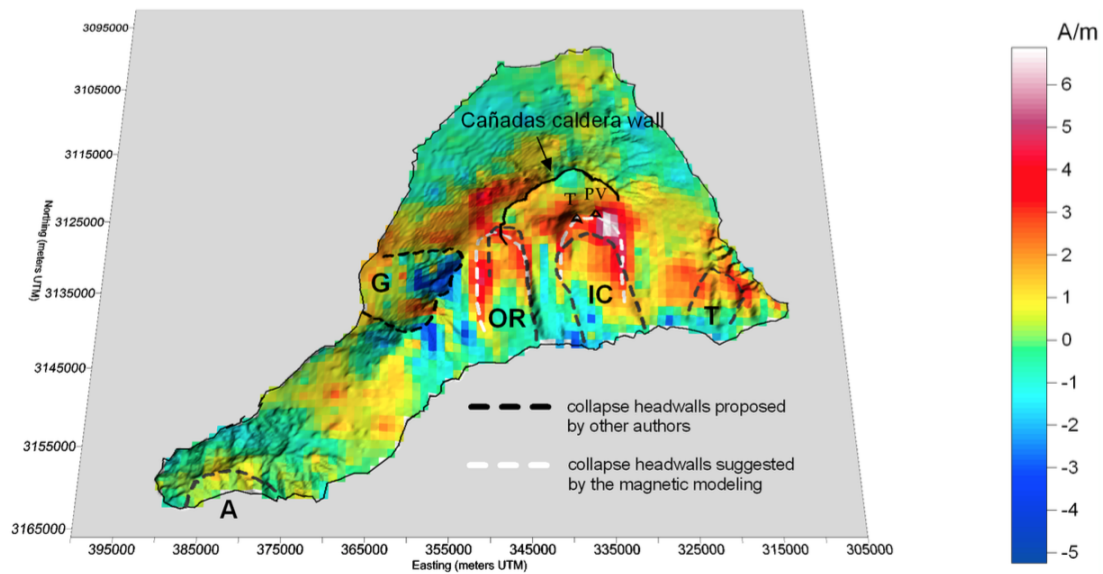 A/m
3095000
3105000
3115000
3125000
3135000
3145000
3155000
3165000
Northing (meters UTM)
Cañadas caldera wall
T PV
G
OR
IC
T
A
collapse headwalls proposed
by other authors
collapse headwalls suggested
by the magnetic modeling
395000 385000 375000 365000 355000 345000 335000 325000 315000 305000
Easting (meters UTM)
6
5
4
3
2
1
0
-1
-2
-3
-4
-5